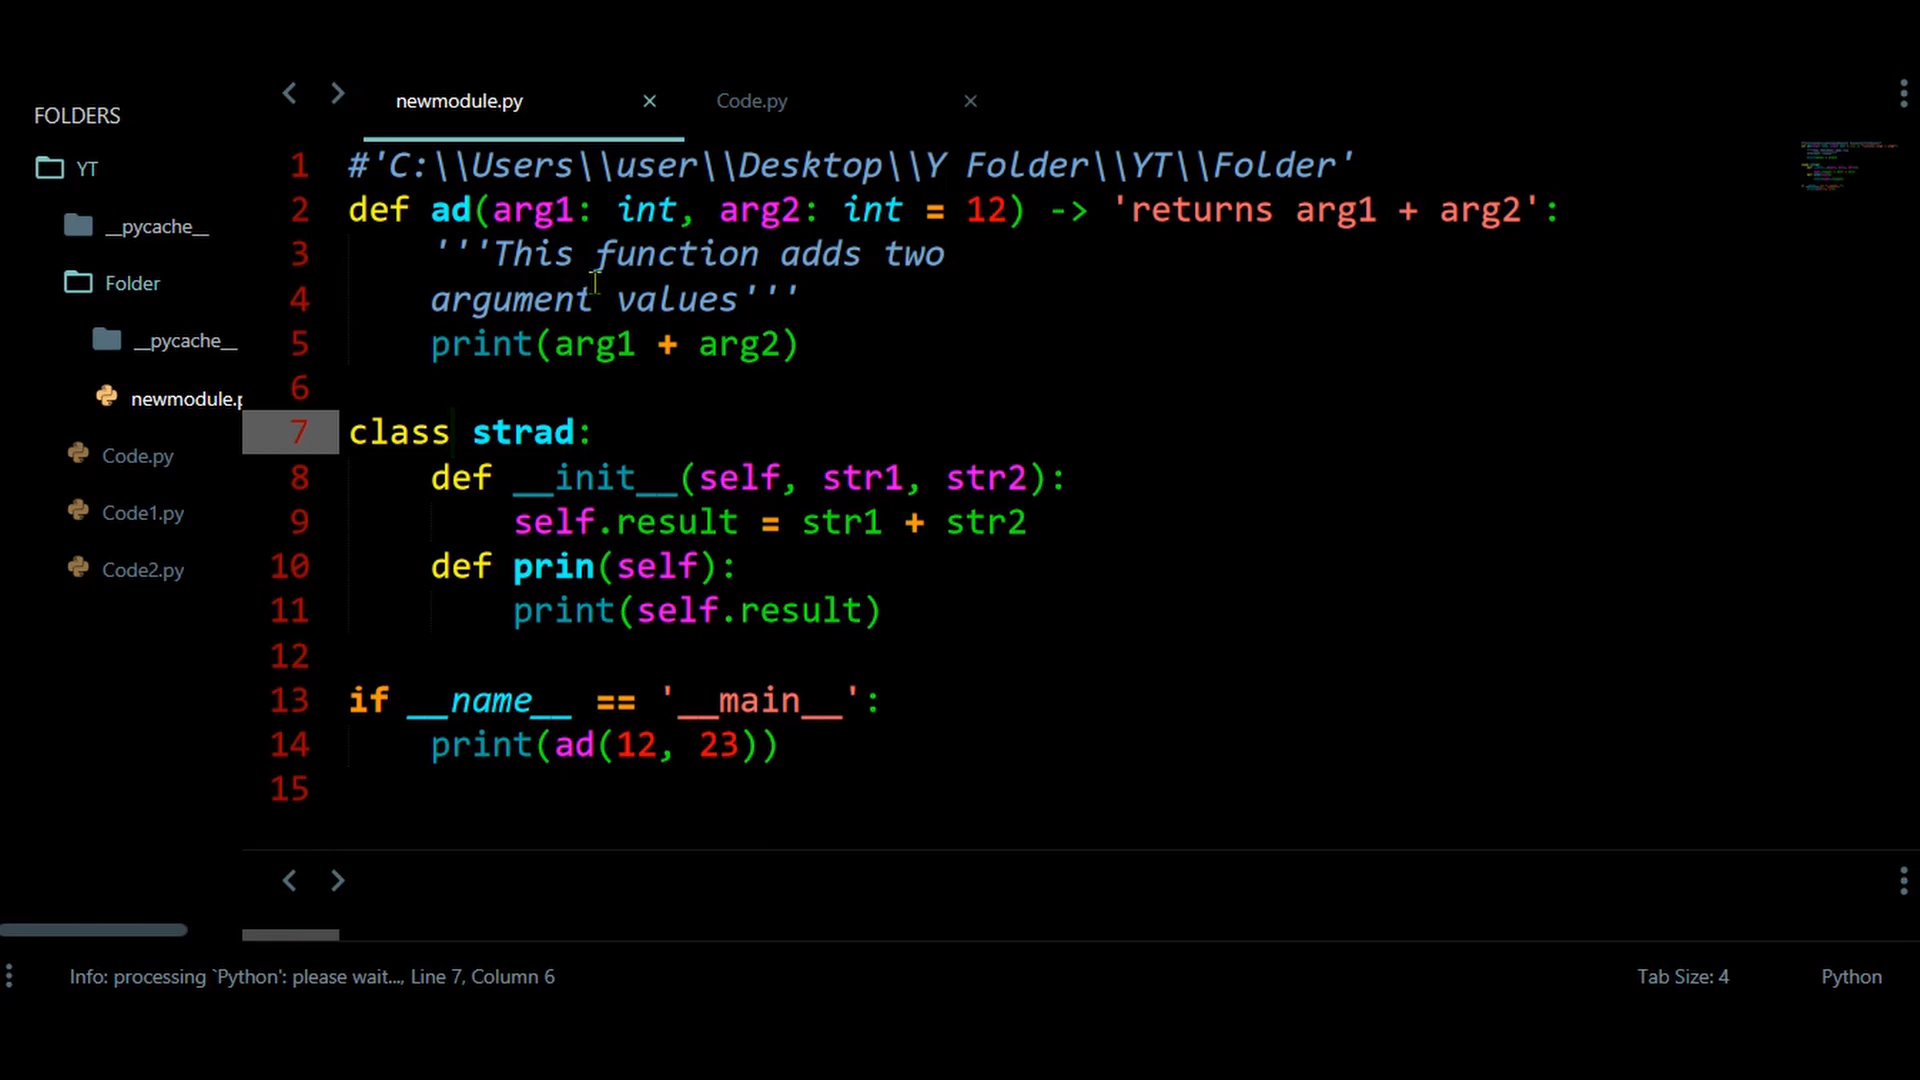 FOLDERS
YT
__pycache__
Folder
__pycache__
newmodule.p
Code.py
Code1.py
Code2.py
newmodule.py × Code.py ×
1 #'C:\\Users\\user\\Desktop\\Y Folder\\YT\\Folder'
2 def ad(arg1: int, arg2: int = 12) -> 'returns arg1 + arg2':
3     '''This function adds two
4     argument values'''
5     print(arg1 + arg2)
6
7 class strad:
8     def __init__(self, str1, str2):
9         self.result = str1 + str2
10     def prin(self):
11         print(self.result)
12
13 if __name__ == '__main__':
14     print(ad(12, 23))
15
Info: processing `Python': please wait..., Line 7, Column 6 Tab Size: 4 Python